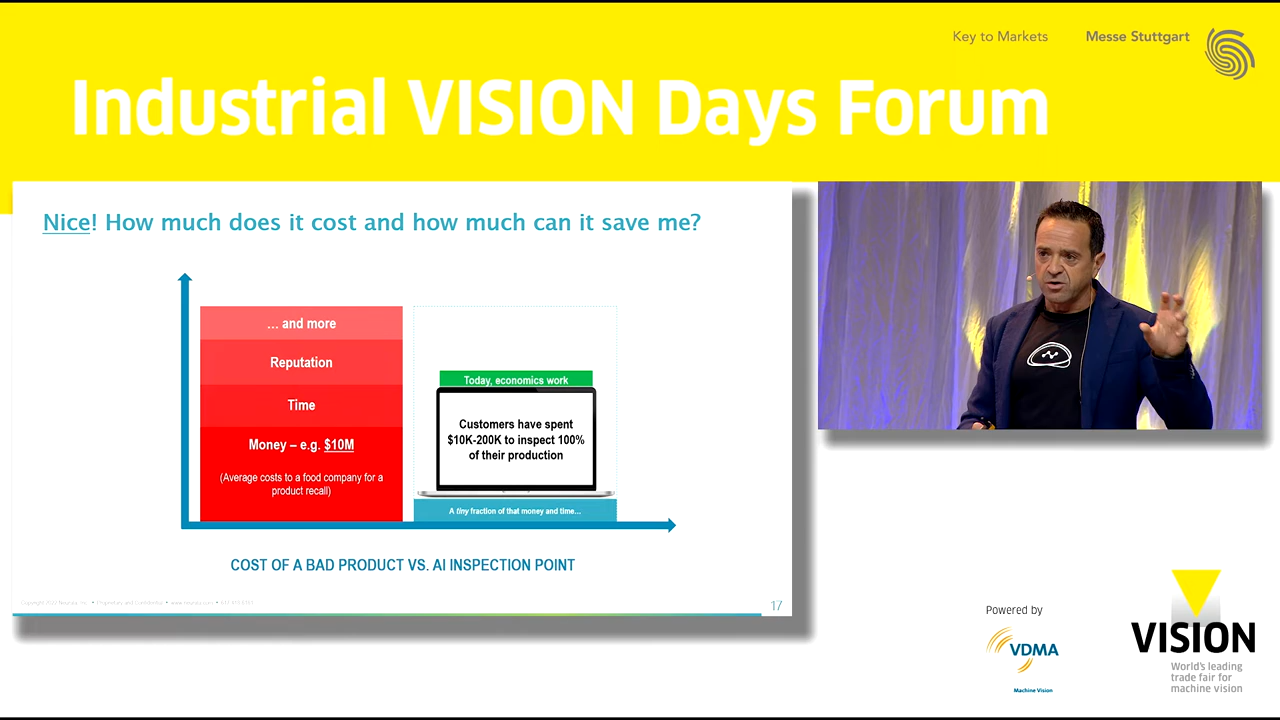 Key to Markets
Messe Stuttgart
Industrial VISION Days Forum
Nice! How much does it cost and how much can it save me?
... and more
Reputation
Time
Money – e.g. $10M
(Average costs to a food company for a
product recall)
Today, economics work
Customers have spent
$10K-200K to inspect 100%
of their production
A tiny fraction of that money and time...
COST OF A BAD PRODUCT VS. AI INSPECTION POINT
17
Powered by
VDMA
Machine Vision
VISION
World's leading
trade fair for
machine vision